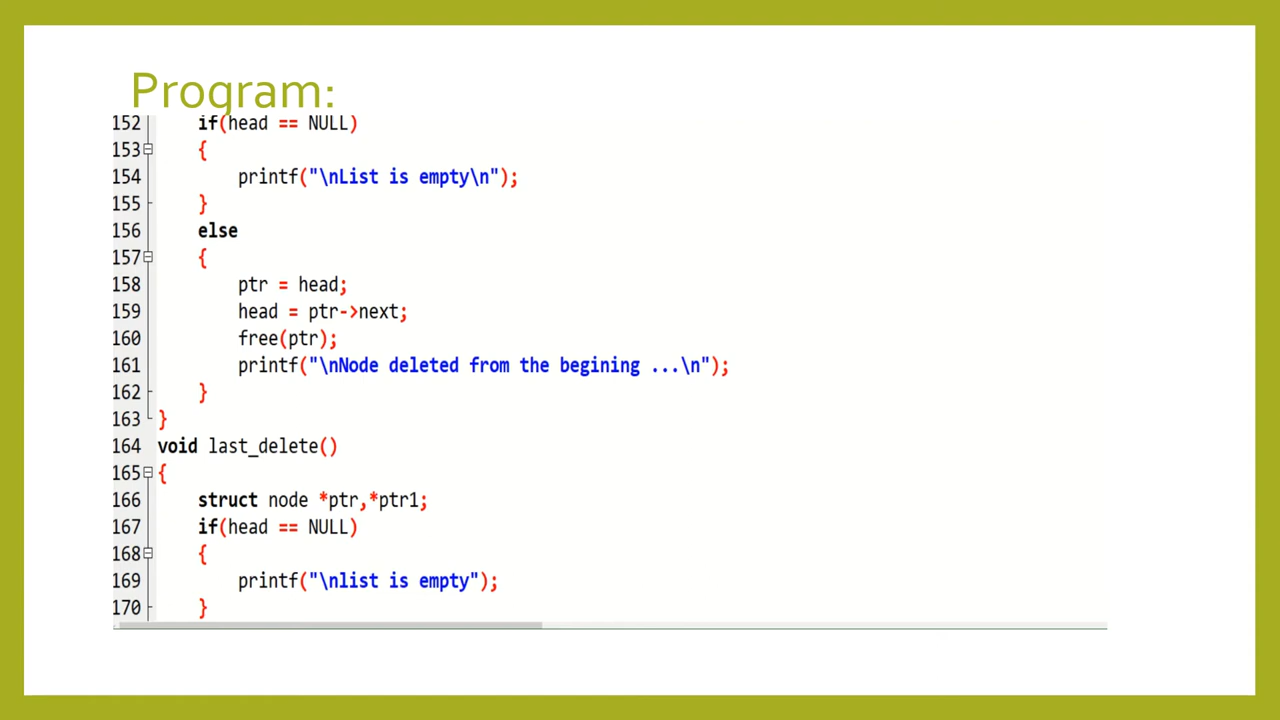 Program:
152 if(head == NULL)
153 {
154 printf("\nList is empty\n");
155 }
156 else
157 {
158 ptr = head;
159 head = ptr->next;
160 free(ptr);
161 printf("\nNode deleted from the begining ...\n");
162 }
163 }
164 void last_delete()
165 {
166 struct node *ptr,*ptr1;
167 if(head == NULL)
168 {
169 printf("\nlist is empty");
170 }